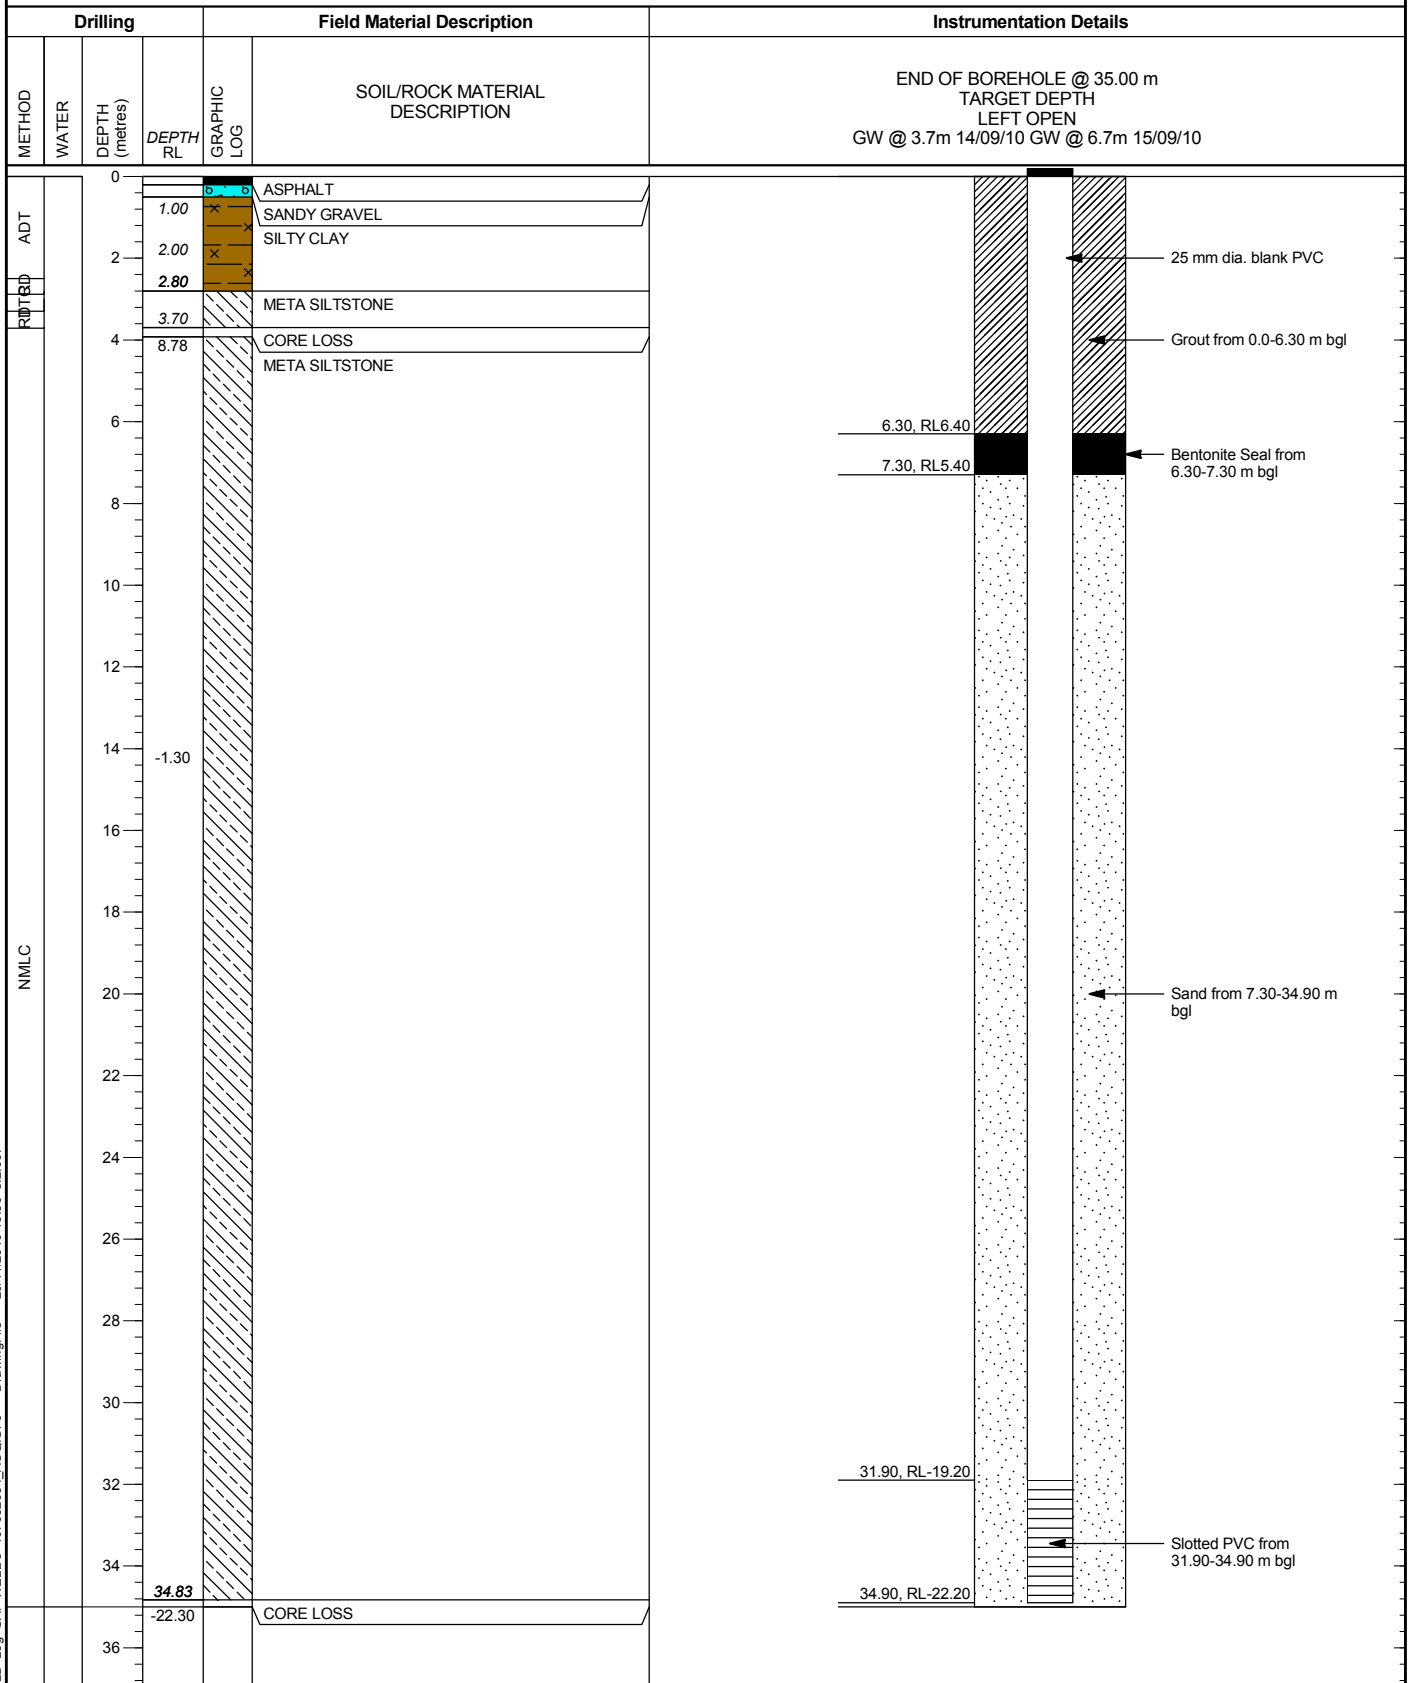 Drilling
Field Material Description
Instrumentation Details
METHOD
WATER
DEPTH
(metres)
DEPTH
RL
GRAPHIC
LOG
SOIL/ROCK MATERIAL
DESCRIPTION
END OF BOREHOLE @ 35.00 m
TARGET DEPTH
LEFT OPEN
GW @ 3.7m 14/09/10 GW @ 6.7m 15/09/10
0
ASPHALT
1.00
SANDY GRAVEL
ADT
SILTY CLAY
2.00
2
25 mm dia. blank PVC
2.80
META SILTSTONE
3.70
4
8.78
CORE LOSS
Grout from 0.0-6.30 m bgl
META SILTSTONE
6
6.30, RL6.40
7.30, RL5.40
Bentonite Seal from
6.30-7.30 m bgl
8
10
12
14
-1.30
16
18
NMLC
20
Sand from 7.30-34.90 m
bgl
22
24
26
28
30
32
31.90, RL-19.20
Slotted PVC from
31.90-34.90 m bgl
34
34.83
34.90, RL-22.20
-22.30
CORE LOSS
36